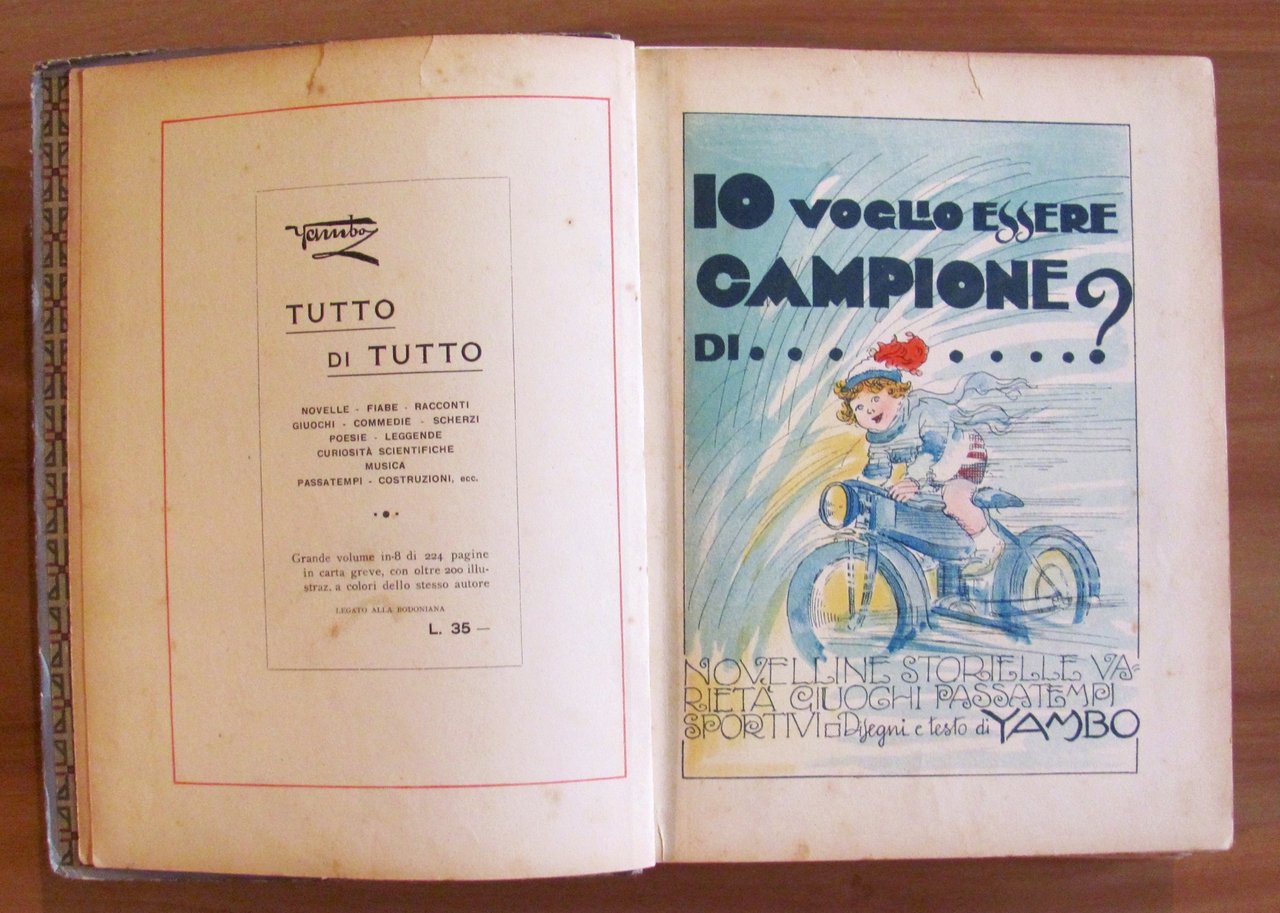 Yambo
TUTTO
DI TUTTO
NOVELLE - FIABE - RACCONTI
GIUOCHI - COMMEDIE - SCHERZI
POESIE - LEGGENDE
CURIOSITÀ SCIENTIFICHE
MUSICA
PASSATEMPI - COSTRUZIONI, ecc.
Grande volume in-8 di 224 pagine
in carta greve, con oltre 200 illu-
straz. a colori dello stesso autore
LEGATO ALLA BODONIANA
L. 35 —
IO VOGLIO ESSERE
CAMPIONE?
DI. . . . . . . . .
NOVELLINE STORIELLE VA=
RIETÀ GIUOCHI PASSATEMPI
SPORTIVI □ Disegni e testo di YAMBO